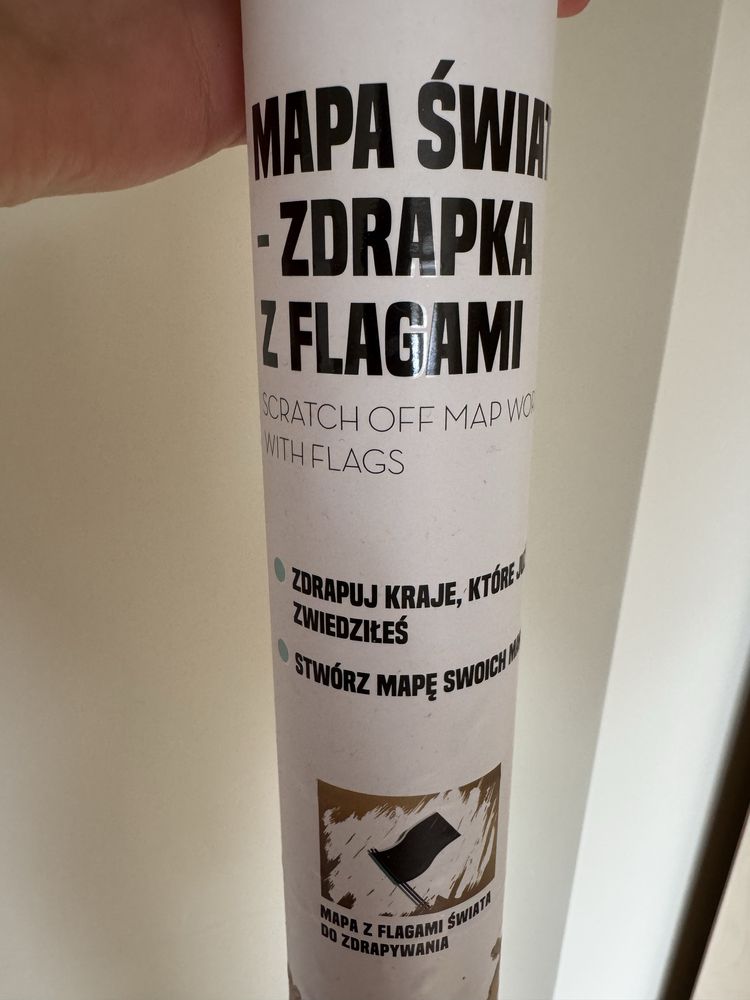 MAPA ŚWIAT
- ZDRAPKA
Z FLAGAMI
SCRATCH OFF MAP
WITH FLAGS
ZDRAPUJ KRAJE, KTÓRE
ZWIEDZIŁEŚ
STWÓRZ MAPĘ SWOICH
MAPA Z FLAGAMI ŚWIATA
DO ZDRAPYWANIA